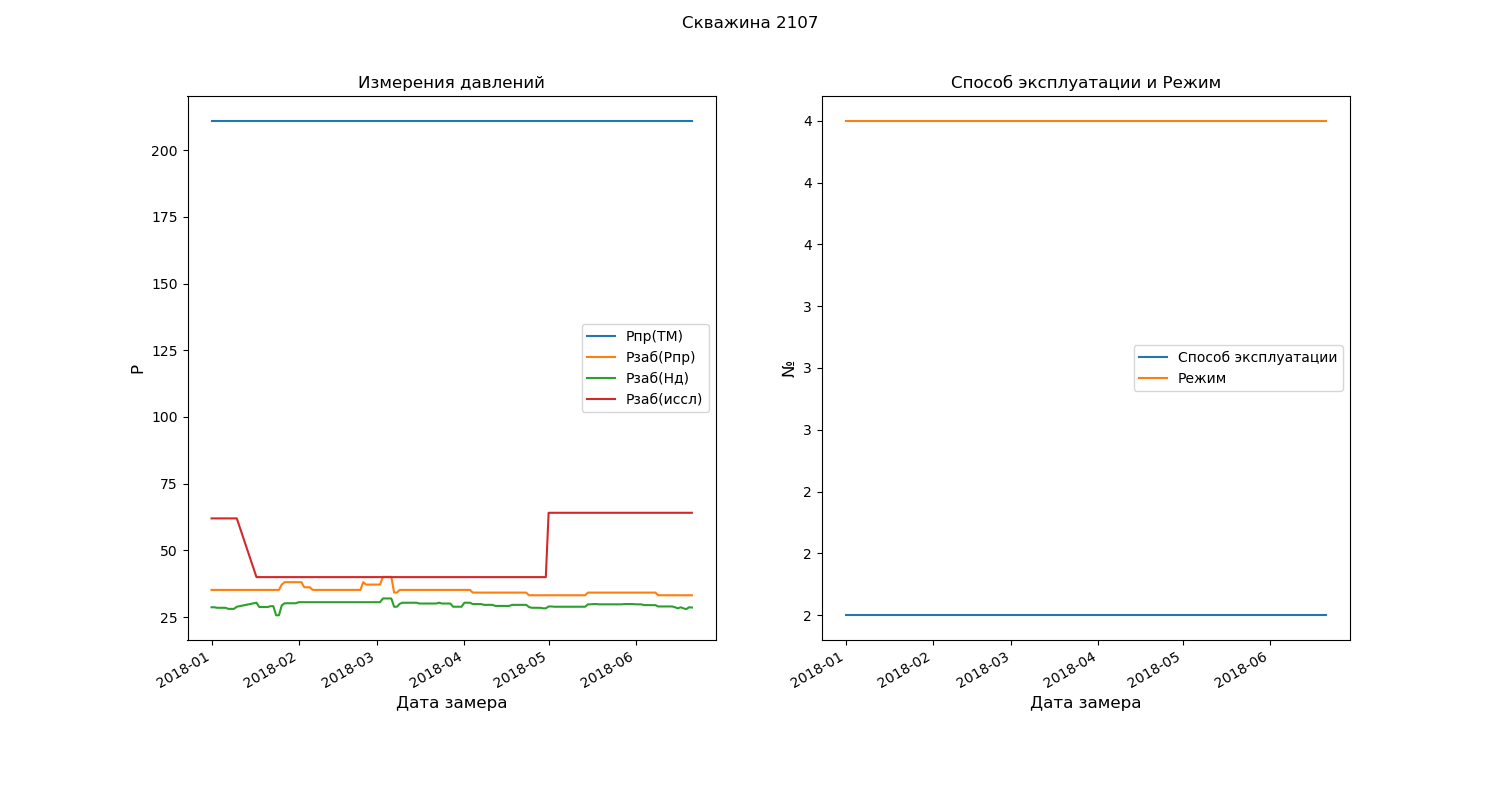 Скважина 2107
Измерения давлений
P
200
175
150
125
100
75
50
25
Рпр(ТМ)
Рзаб(Рпр)
Рзаб(Нд)
Рзаб(иссл)
2018-01
2018-02
2018-03
2018-04
2018-05
2018-06
Дата замера
Способ эксплуатации и Режим
№
4
4
4
3
3
3
2
2
2
Способ эксплуатации
Режим
2018-01
2018-02
2018-03
2018-04
2018-05
2018-06
Дата замера